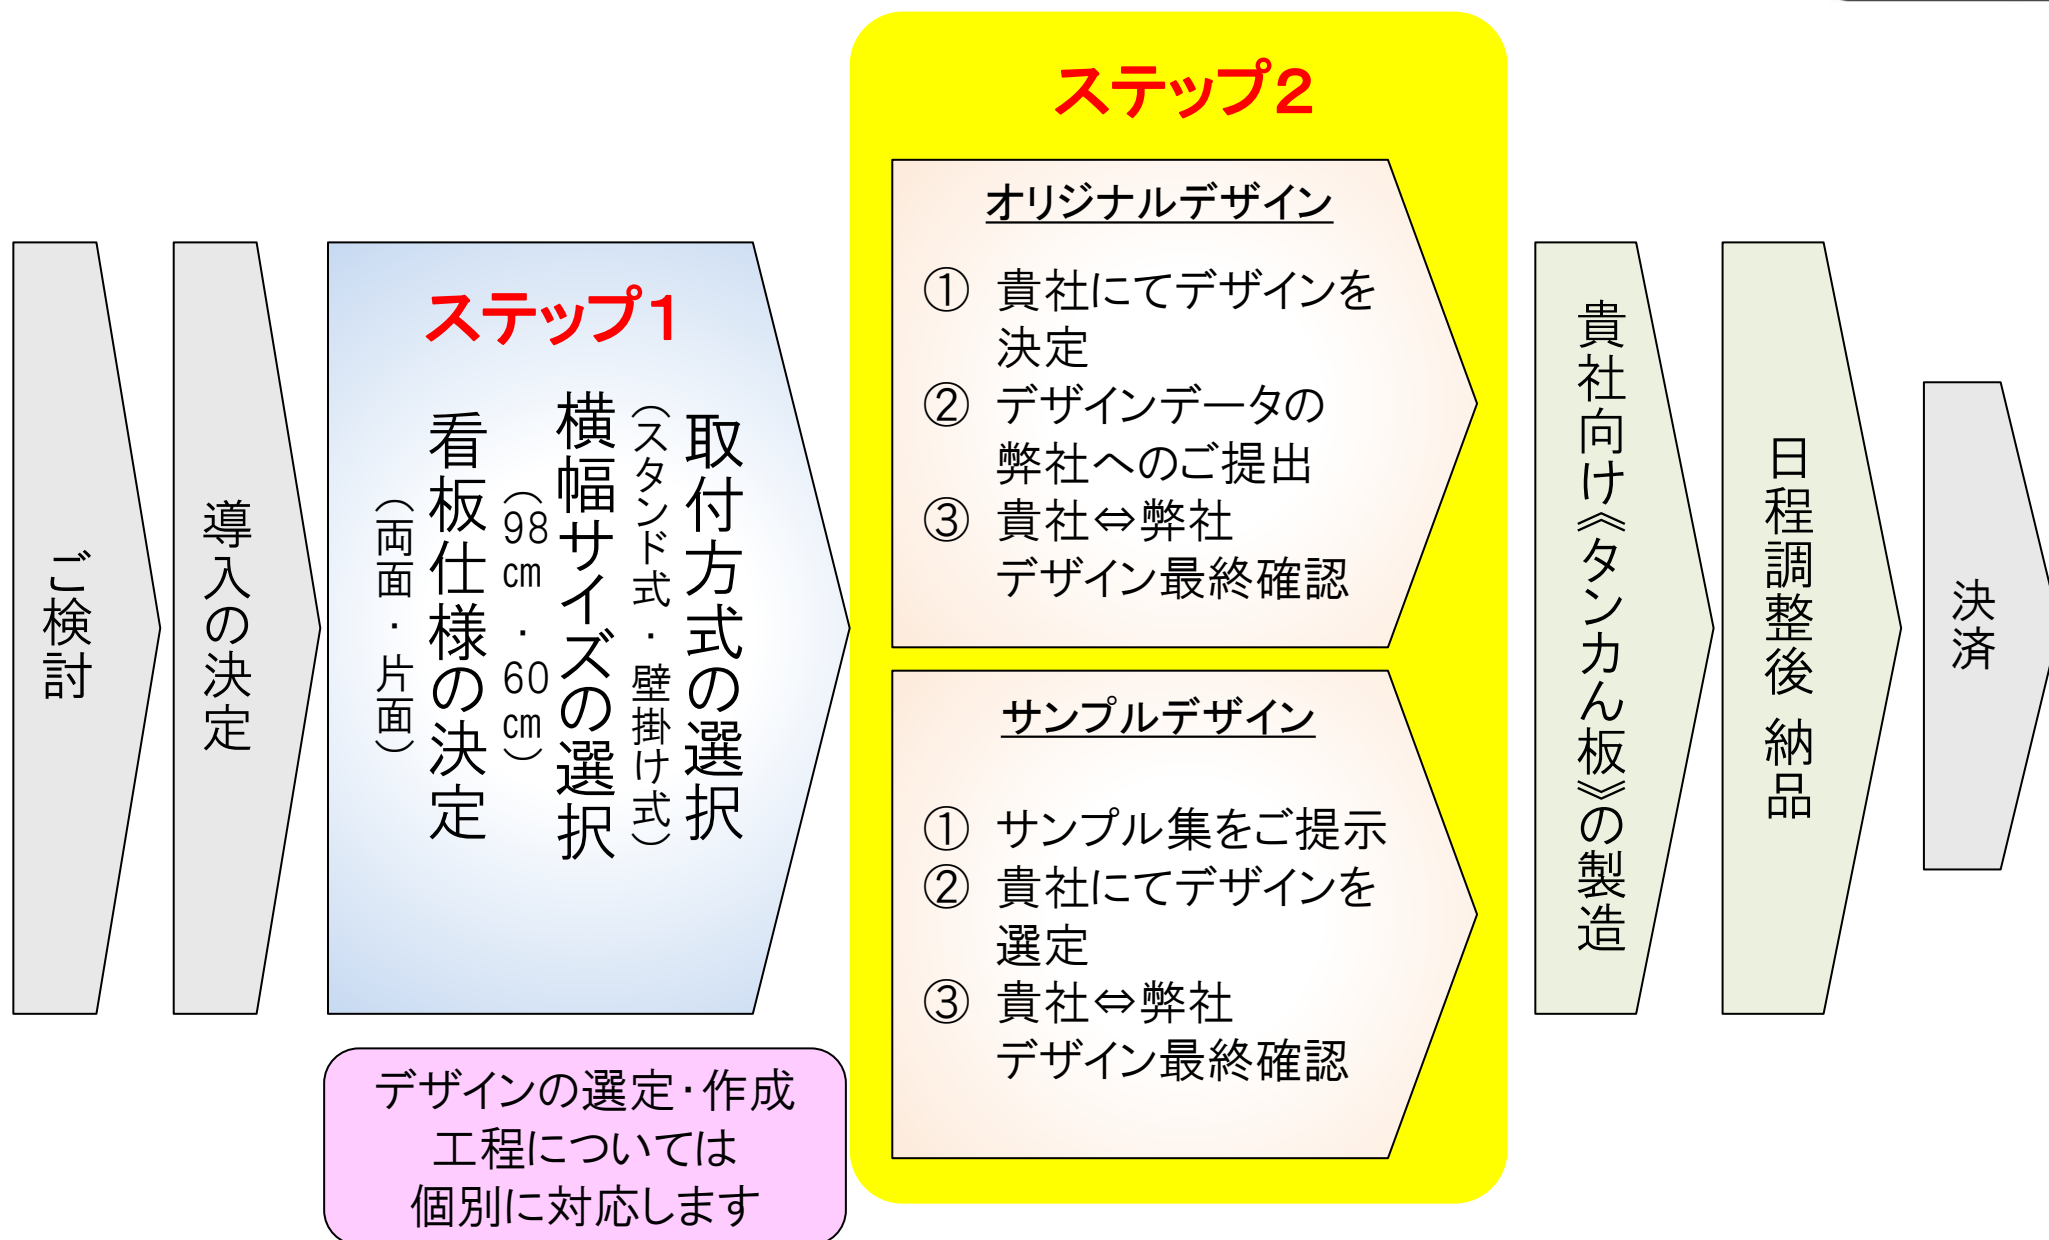 ご検討
導入の決定
ステップ1
取付方式の選択
（スタンド式・壁掛け式）
横幅サイズの選択
（98㎝・60㎝）
看板仕様の決定
（両面・片面）
デザインの選定・作成
工程については
個別に対応します
ステップ２
オリジナルデザイン
① 貴社にてデザインを
決定
② デザインデータの
弊社へのご提出
③ 貴社⇔弊社
デザイン最終確認
サンプルデザイン
① サンプル集をご提示
② 貴社にてデザインを
選定
③ 貴社⇔弊社
デザイン最終確認
貴社向け《タンカん板》の製造
日程調整後 納品
決済